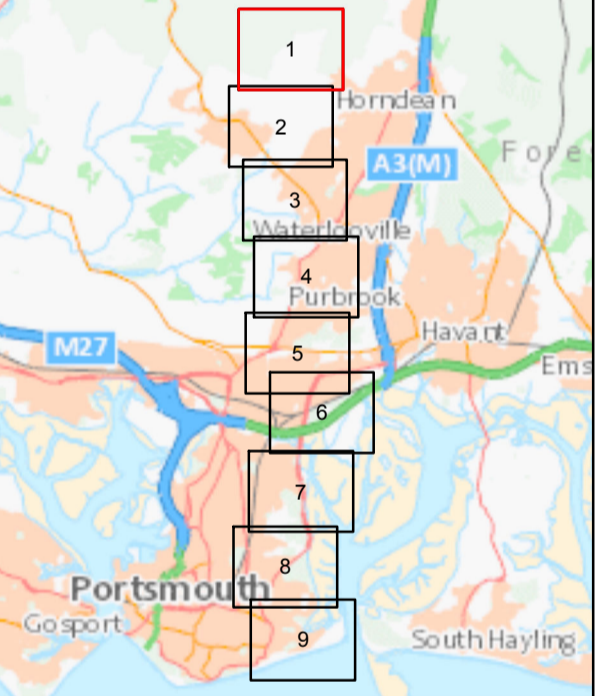 1
Horndean
2
Fore
A3(M)
3
Waterlooville
4
Purbrook
Havant
M27
5
Ems
6
7
8
Portsmouth
Gosport
9
South Hayling